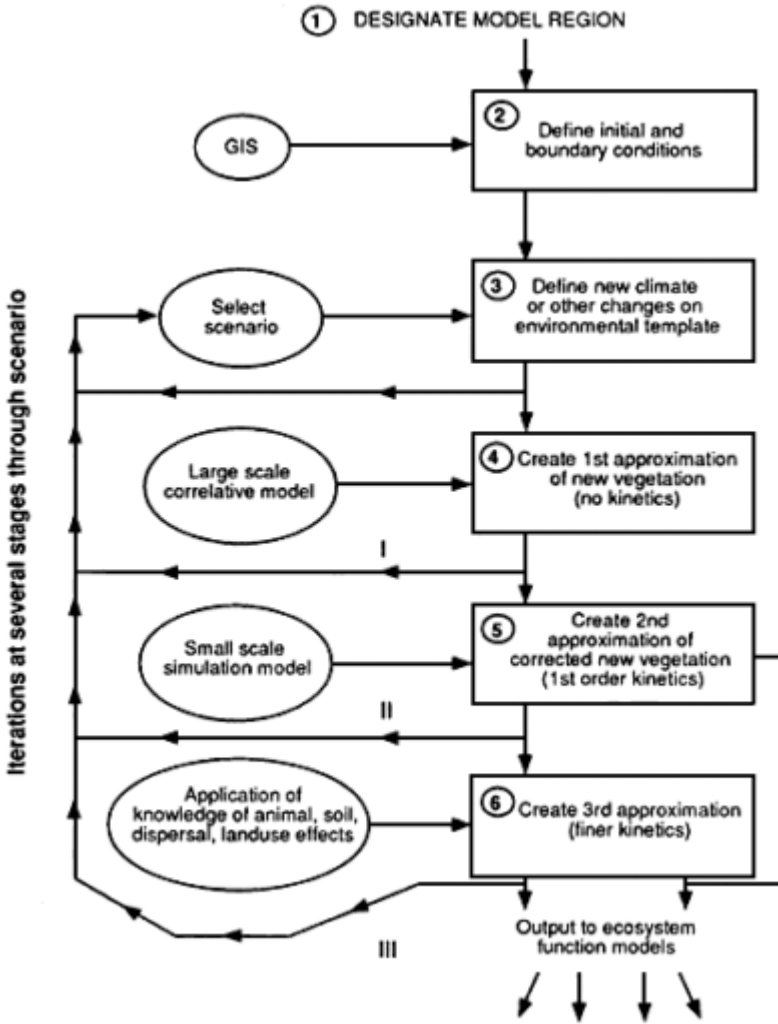 1 DESIGNATE MODEL REGION
2
Define initial and
boundary conditions
GIS
3
Define new climate
or other changes on
environmental template
Select
scenario
4
Create 1st approximation
of new vegetation
(no kinetics)
Large scale
correlative model
I
5
Create 2nd
approximation of
corrected new vegetation
(1st order kinetics)
Small scale
simulation model
II
6
Create 3rd approximation
(finer kinetics)
Application of
knowledge of animal, soil,
dispersal, landuse effects
III
Output to ecosystem
function models
Iterations at several stages through scenario